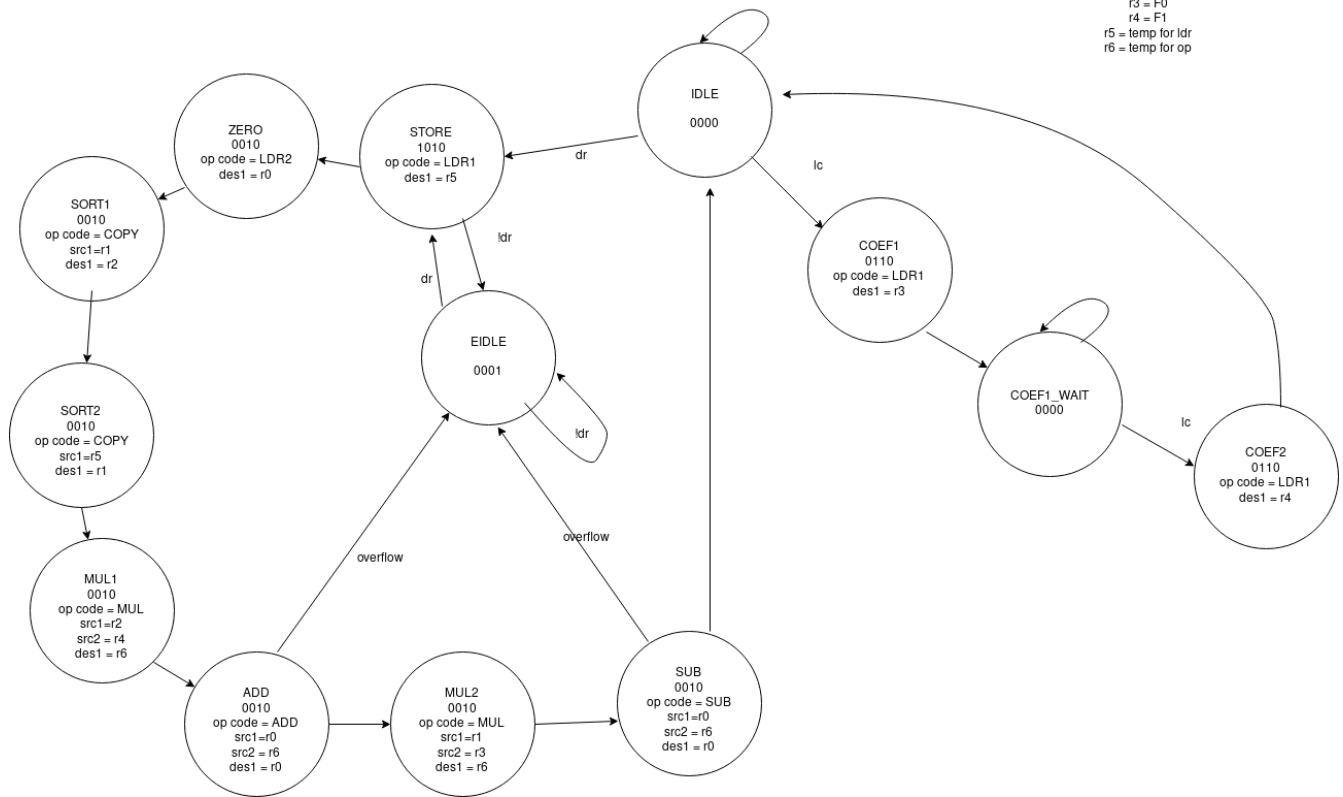 r3 = F0
r4 = F1
r5 = temp for ldr
r6 = temp for op
IDLE
0000
dr
lc
STORE
1010
op code = LDR1
des1 = r5
ZERO
0010
op code = LDR2
des1 = r0
SORT1
0010
op code = COPY
src1=r1
des1 = r2
!dr
dr
EIDLE
0001
!dr
COEF1
0110
op code = LDR1
des1 = r3
COEF1_WAIT
0000
lc
COEF2
0110
op code = LDR1
des1 = r4
SORT2
0010
op code = COPY
src1=r5
des1 = r1
overflow
overflow
MUL1
0010
op code = MUL
src1=r2
src2 = r4
des1 = r6
ADD
0010
op code = ADD
src1=r0
src2 = r6
des1 = r0
MUL2
0010
op code = MUL
src1=r1
src2 = r3
des1 = r6
SUB
0010
op code = SUB
src1=r0
src2 = r6
des1 = r0